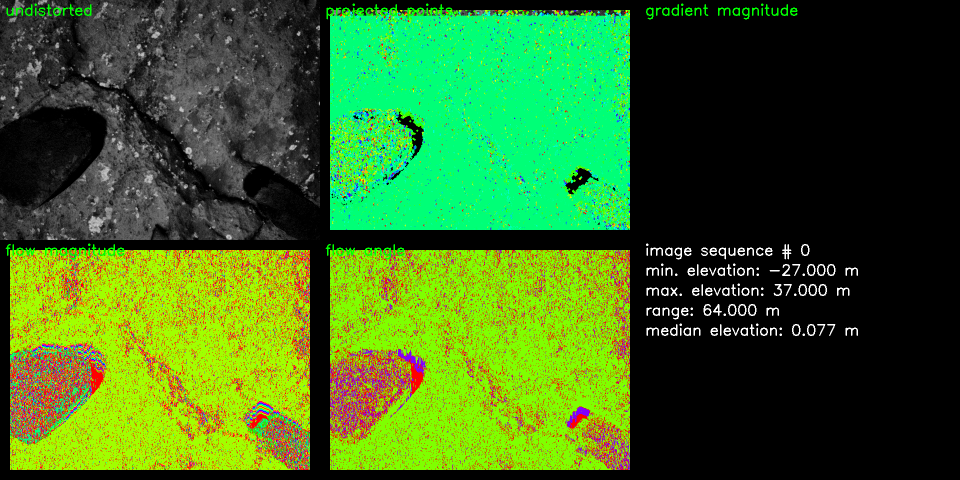 undistorted
projected points
gradient magnitude
flow magnitude
flow angle
image sequence # 0
min. elevation: -27.000 m
max. elevation: 37.000 m
range: 64.000 m
median elevation: 0.077 m